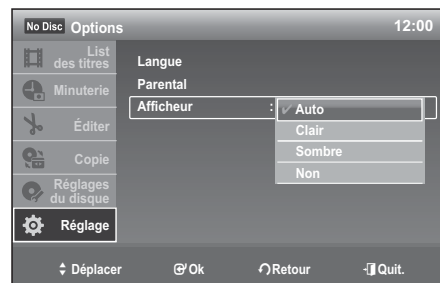 No Disc Options 12:00
List
des titres
Minuterie
Éditer
Copie
Réglages
du disque
Réglage
Langue
Parental
Afficheur : ✓ Auto
Clair
Sombre
Non
Déplacer Ok Retour Quit.